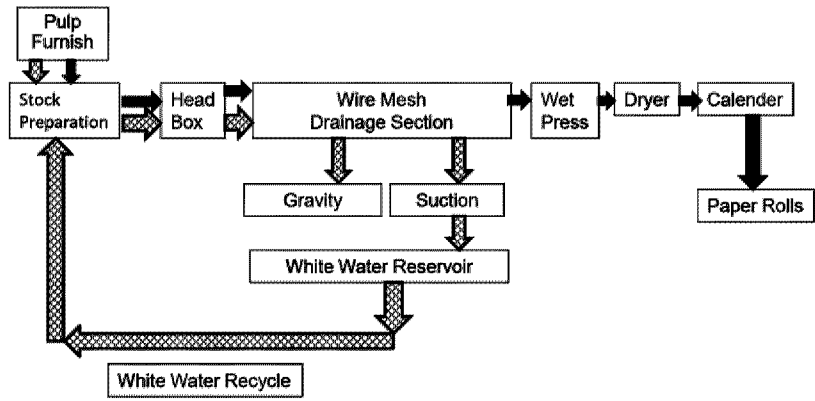 Pulp
Furnish
Stock
Preparation
Head
Box
Wire Mesh
Drainage Section
Wet
Press
Dryer
Calender
Gravity
Suction
Paper Rolls
White Water Reservoir
White Water Recycle